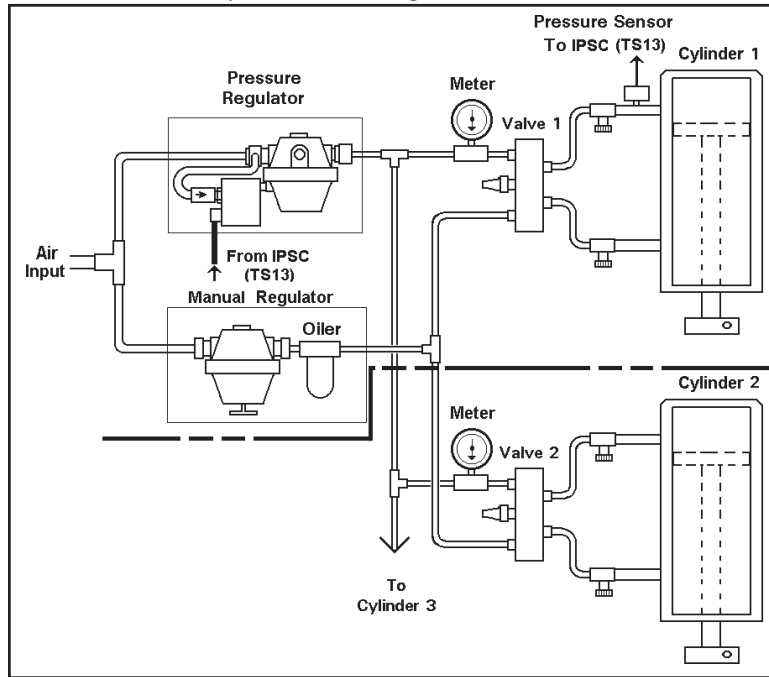 Pressure Sensor
To IPSC (TS13)
Cylinder 1
Pressure
Regulator
Meter
Valve 1
Air
Input
From IPSC
(TS13)
Manual Regulator
Oiler
Cylinder 2
Meter
Valve 2
To
Cylinder 3